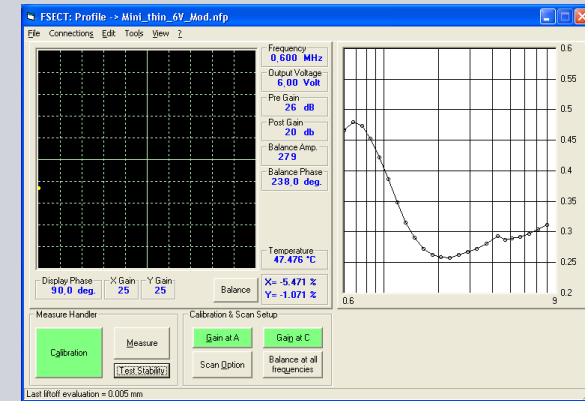 FSECT: Profile -> Mini_thin_6V_Mod.nfp
File Connections Edit Tools View ?
Frequency
0,600 MHz
Output Voltage
6,00 Volt
Pre Gain
26 dB
Post Gain
20 db
Balance Amp.
279
Balance Phase
238,0 deg.
Temperature
47.476 °C
Display Phase
90,0 deg.
X Gain
25
Y Gain
25
Balance
X= -5.471 %
Y= -1.071 %
0.6
0.55
0.5
0.45
0.4
0.35
0.3
0.25
0.2
0.6 9
Measure Handler
Calibration
Measure
Test Stability
Calibration & Scan Setup
Gain at A
Gain at C
Scan Option
Balance at all
frequencies
Last liftoff evaluation = 0.005 mm